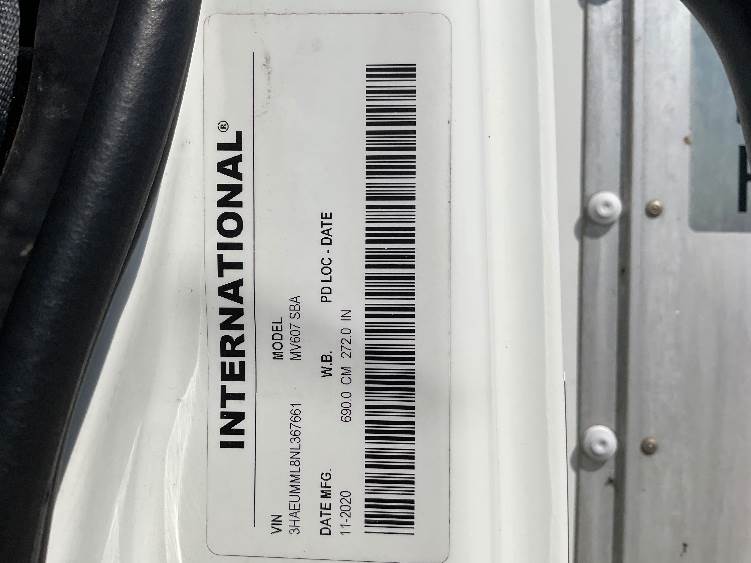 INTERNATIONAL®
VIN MODEL
3HAEUMML8NL367661 MV607 SBA
DATE MFG. W.B. PD LOC - DATE
11-2020 690.0 CM 272.0 IN